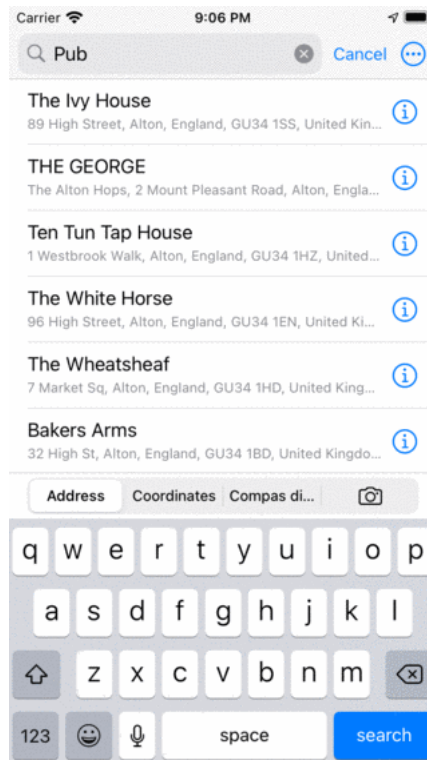 Carrier 9:06 PM
Pub Cancel
The Ivy House
89 High Street, Alton, England, GU34 1SS, United Kin...
THE GEORGE
The Alton Hops, 2 Mount Pleasant Road, Alton, Engla...
Ten Tun Tap House
1 Westbrook Walk, Alton, England, GU34 1HZ, United...
The White Horse
96 High Street, Alton, England, GU34 1EN, United Ki...
The Wheatsheaf
7 Market Sq, Alton, England, GU34 1HD, United King...
Bakers Arms
32 High St, Alton, England, GU34 1BD, United Kingdo...
Address Coordinates Compas di...
q w e r t y u i o p
a s d f g h j k l
z x c v b n m
123 space search